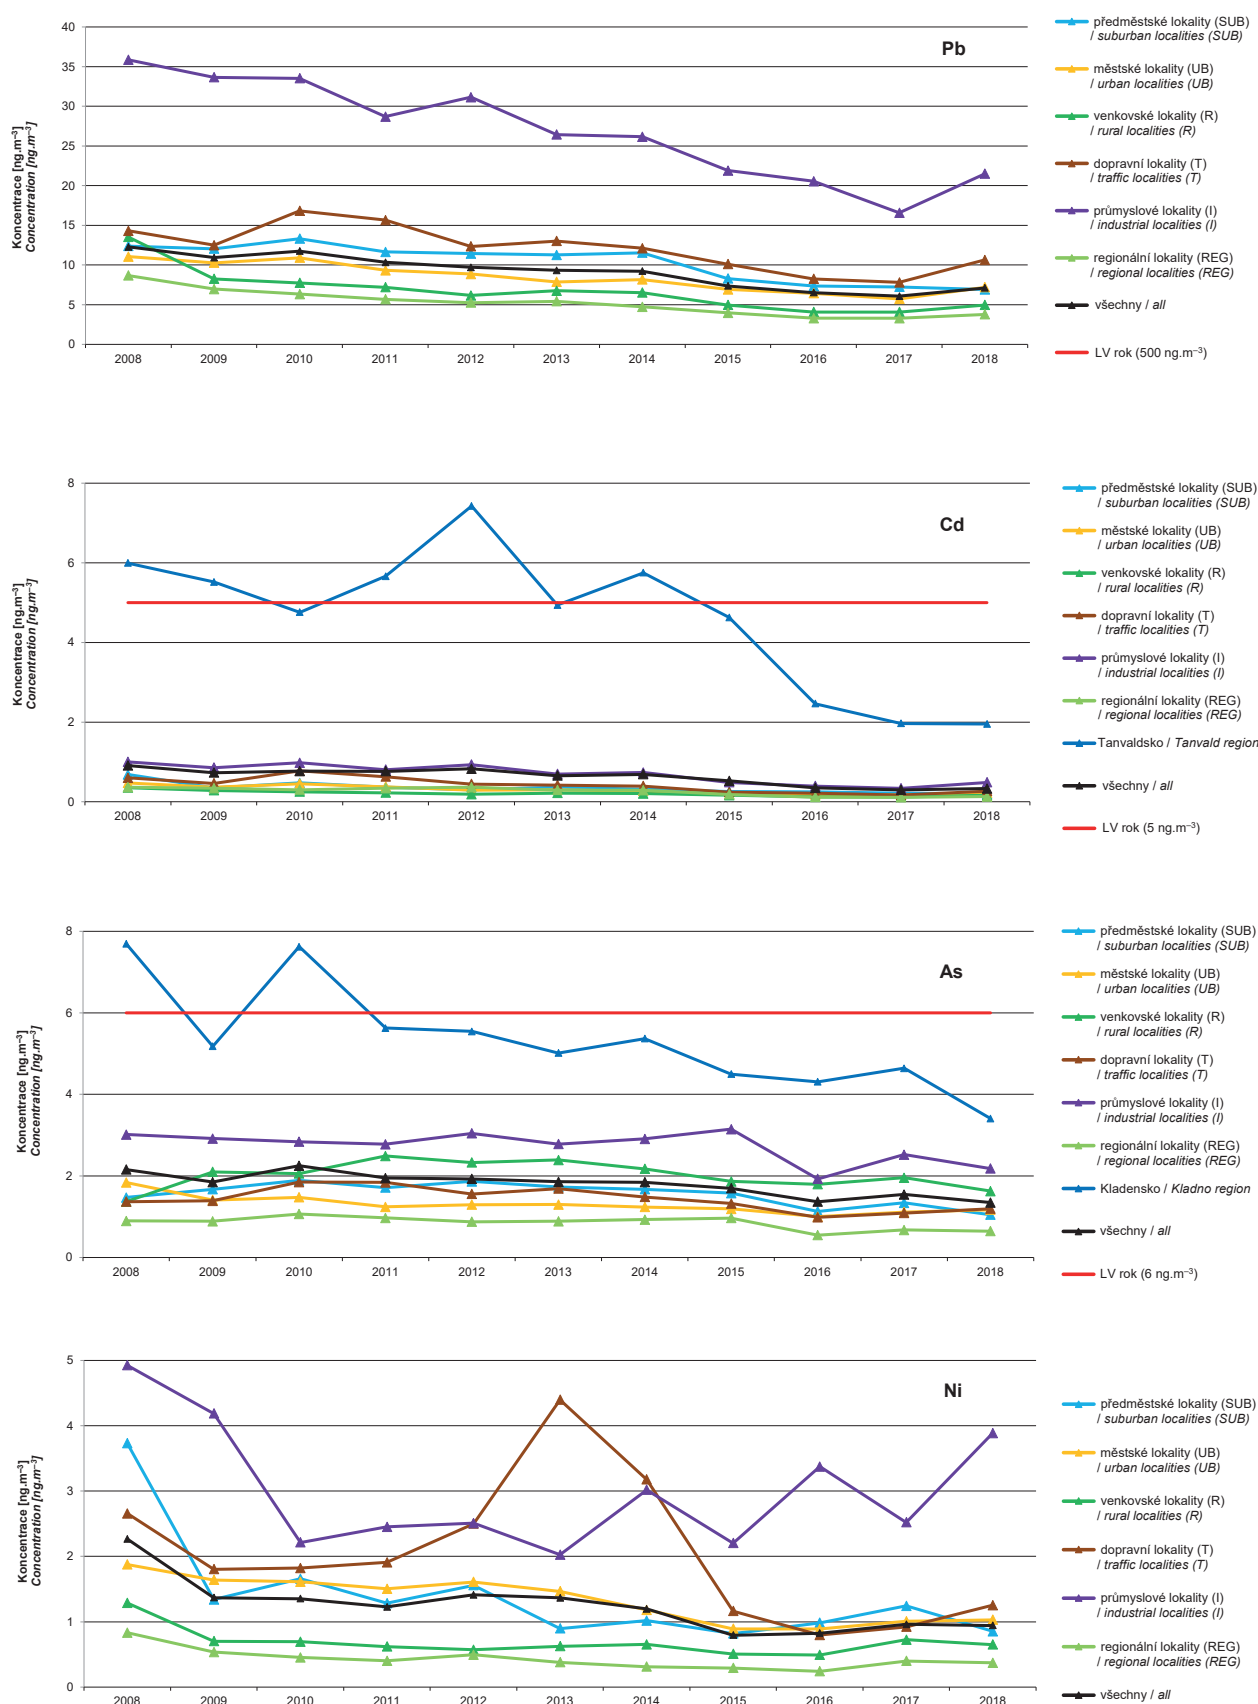 Pb
Koncentrace [ng.m⁻³]
Concentration [ng.m⁻³]
40
35
30
25
20
15
10
5
0
2008 2009 2010 2011 2012 2013 2014 2015 2016 2017 2018
předměstské lokality (SUB)
/ suburban localities (SUB)
městské lokality (UB)
/ urban localities (UB)
venkovské lokality (R)
/ rural localities (R)
dopravní lokality (T)
/ traffic localities (T)
průmyslové lokality (I)
/ industrial localities (I)
regionální lokality (REG)
/ regional localities (REG)
všechny / all
LV rok (500 ng.m⁻³)
Cd
Koncentrace [ng.m⁻³]
Concentration [ng.m⁻³]
8
6
4
2
0
2008 2009 2010 2011 2012 2013 2014 2015 2016 2017 2018
předměstské lokality (SUB)
/ suburban localities (SUB)
městské lokality (UB)
/ urban localities (UB)
venkovské lokality (R)
/ rural localities (R)
dopravní lokality (T)
/ traffic localities (T)
průmyslové lokality (I)
/ industrial localities (I)
regionální lokality (REG)
/ regional localities (REG)
Tanvaldsko / Tanvald region
všechny / all
LV rok (5 ng.m⁻³)
As
Koncentrace [ng.m⁻³]
Concentration [ng.m⁻³]
8
6
4
2
0
2008 2009 2010 2011 2012 2013 2014 2015 2016 2017 2018
předměstské lokality (SUB)
/ suburban localities (SUB)
městské lokality (UB)
/ urban localities (UB)
venkovské lokality (R)
/ rural localities (R)
dopravní lokality (T)
/ traffic localities (T)
průmyslové lokality (I)
/ industrial localities (I)
regionální lokality (REG)
/ regional localities (REG)
Kladensko / Kladno region
všechny / all
LV rok (6 ng.m⁻³)
Ni
Koncentrace [ng.m⁻³]
Concentration [ng.m⁻³]
5
4
3
2
1
0
2008 2009 2010 2011 2012 2013 2014 2015 2016 2017 2018
předměstské lokality (SUB)
/ suburban localities (SUB)
městské lokality (UB)
/ urban localities (UB)
venkovské lokality (R)
/ rural localities (R)
dopravní lokality (T)
/ traffic localities (T)
průmyslové lokality (I)
/ industrial localities (I)
regionální lokality (REG)
/ regional localities (REG)
všechny / all